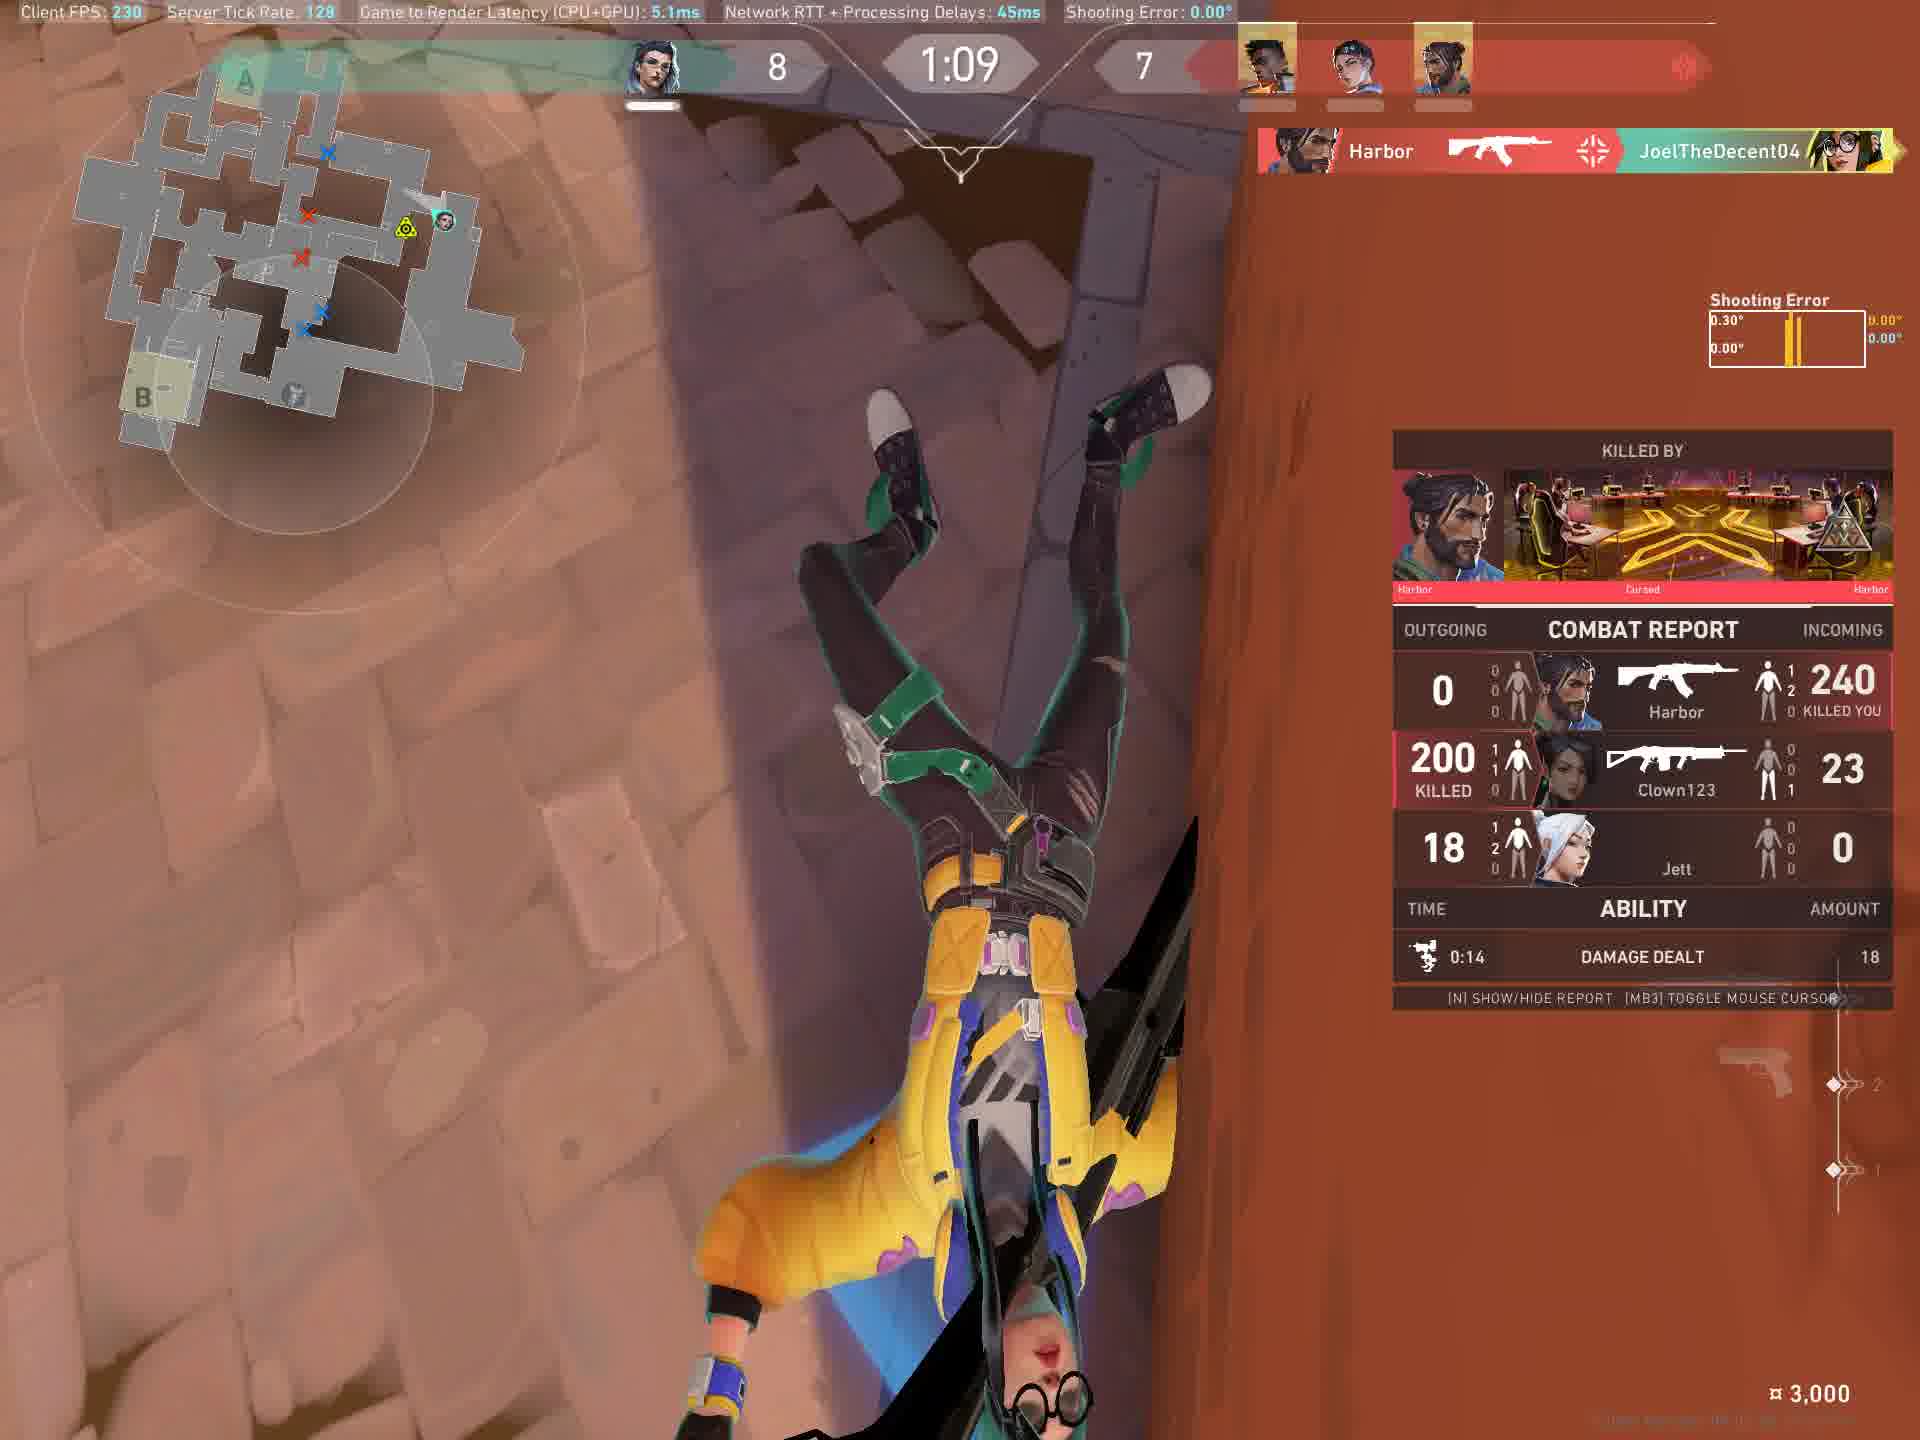 Client FPS: 230 Server Tick Rate: 128 Game to Render Latency (CPU+GPU): 5.1ms Network RTT + Processing Delays: 45ms Shooting Error: 0.00°
8 1:09 7
A
Harbor JoelTheDecent04
Shooting Error
0.30° 0.00°
0.00° 0.00°
B
KILLED BY
Harbor Cursed Harbor
OUTGOING COMBAT REPORT INCOMING
0 0 0 0 Harbor 1 2 0 240 KILLED YOU
200 KILLED 1 1 0 Clown123 0 0 1 23
18 1 2 0 Jett 0 0 0 0
TIME ABILITY AMOUNT
0:14 DAMAGE DEALT 18
[N] SHOW/HIDE REPORT [MB3] TOGGLE MOUSE CURSOR
2
1
¤ 3,000